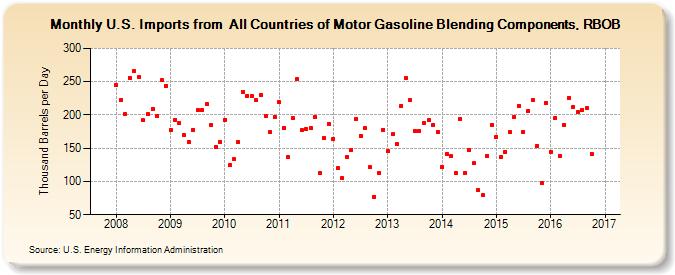 Monthly U.S. Imports from All Countries of Motor Gasoline Blending Components, RBOB
Thousand Barrels per Day
300
250
200
150
100
50
2008 2009 2010 2011 2012 2013 2014 2015 2016 2017
Source: U.S. Energy Information Administration